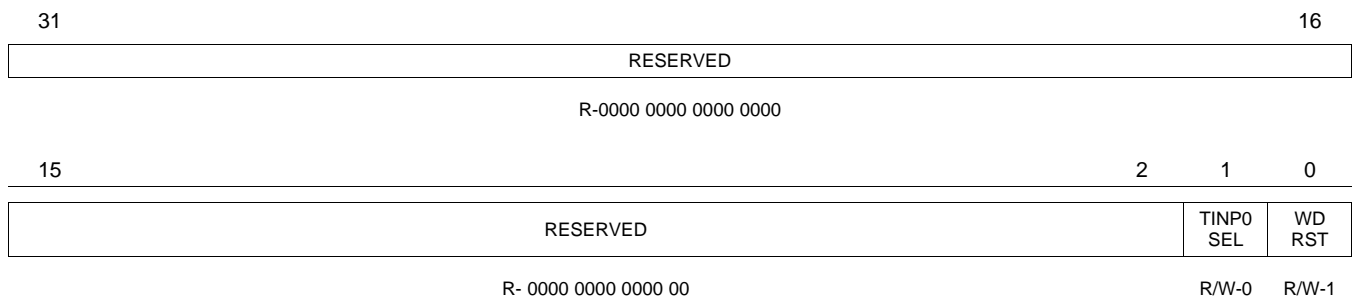 31 16
RESERVED
R-0000 0000 0000 0000
15 2 1 0
RESERVED TINP0 SEL WD RST
R- 0000 0000 0000 00 R/W-0 R/W-1